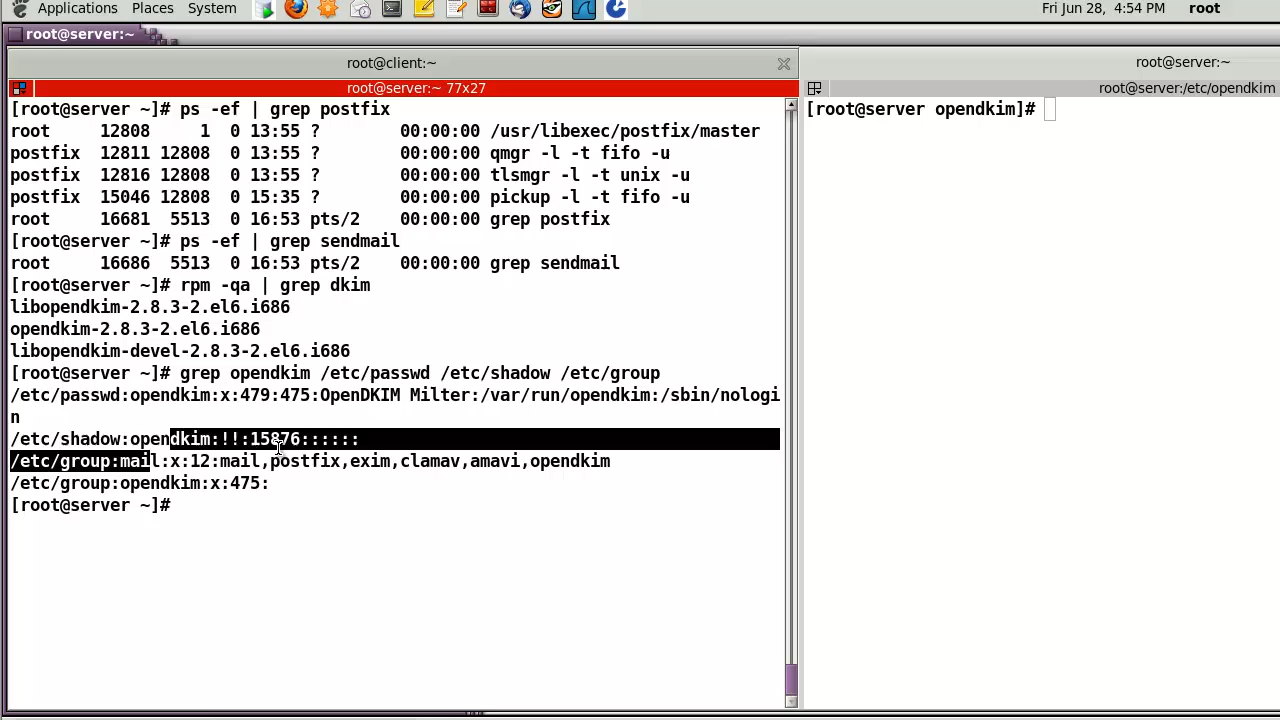 Applications Places System Fri Jun 28, 4:54 PM root
root@server:~
root@client:~
root@server:~
root@server:~ 77x27
root@server:/etc/opendkim
[root@server ~]# ps -ef | grep postfix
root     12808     1  0 13:55 ?        00:00:00 /usr/libexec/postfix/master
postfix  12811 12808  0 13:55 ?        00:00:00 qmgr -l -t fifo -u
postfix  12816 12808  0 13:55 ?        00:00:00 tlsmgr -l -t unix -u
postfix  15046 12808  0 15:35 ?        00:00:00 pickup -l -t fifo -u
root     16681  5513  0 16:53 pts/2    00:00:00 grep postfix
[root@server ~]# ps -ef | grep sendmail
root     16686  5513  0 16:53 pts/2    00:00:00 grep sendmail
[root@server ~]# rpm -qa | grep dkim
libopendkim-2.8.3-2.el6.i686
opendkim-2.8.3-2.el6.i686
libopendkim-devel-2.8.3-2.el6.i686
[root@server ~]# grep opendkim /etc/passwd /etc/shadow /etc/group
/etc/passwd:opendkim:x:479:475:OpenDKIM Milter:/var/run/opendkim:/sbin/nologi
n
/etc/shadow:opendkim:!!:15876::::::
/etc/group:mail:x:12:mail,postfix,exim,clamav,amavi,opendkim
/etc/group:opendkim:x:475:
[root@server ~]#
[root@server opendkim]#